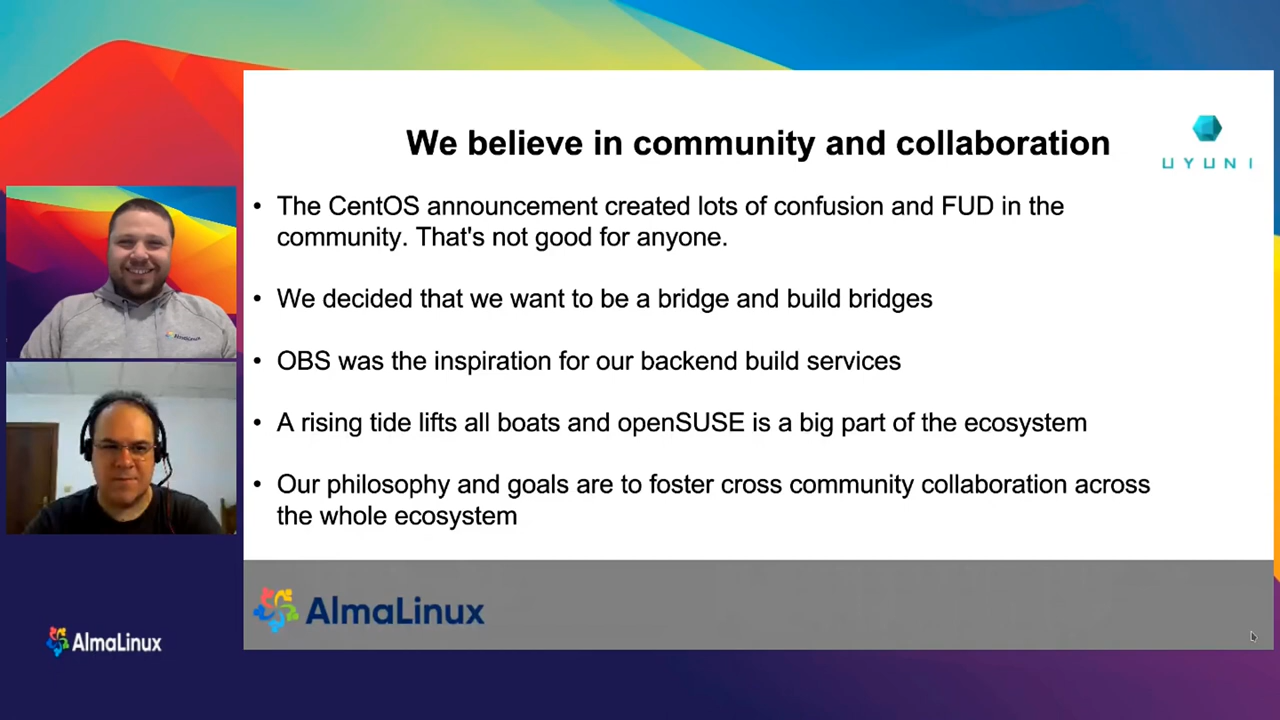 We believe in community and collaboration
UYUNI
• The CentOS announcement created lots of confusion and FUD in the
community. That's not good for anyone.
• We decided that we want to be a bridge and build bridges
• OBS was the inspiration for our backend build services
• A rising tide lifts all boats and openSUSE is a big part of the ecosystem
• Our philosophy and goals are to foster cross community collaboration across
the whole ecosystem
AlmaLinux
AlmaLinux
AlmaLinux